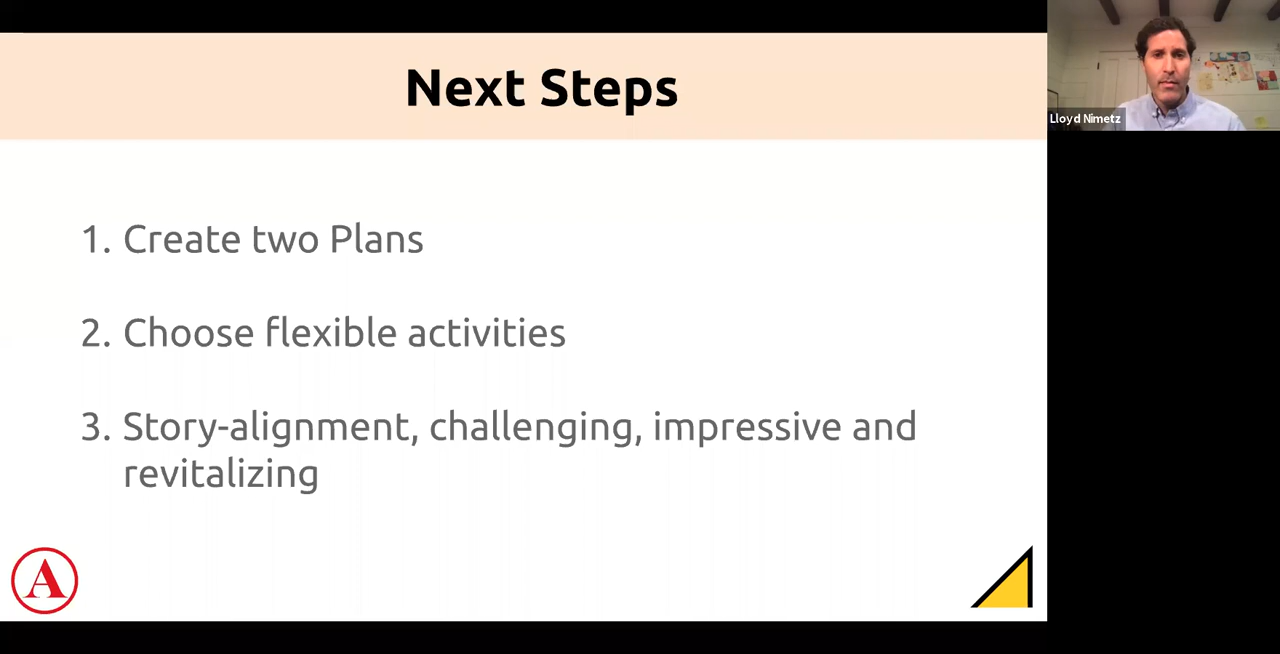 Next Steps
Lloyd Nimetz
1. Create two Plans
2. Choose flexible activities
3. Story-alignment, challenging, impressive and
revitalizing
A